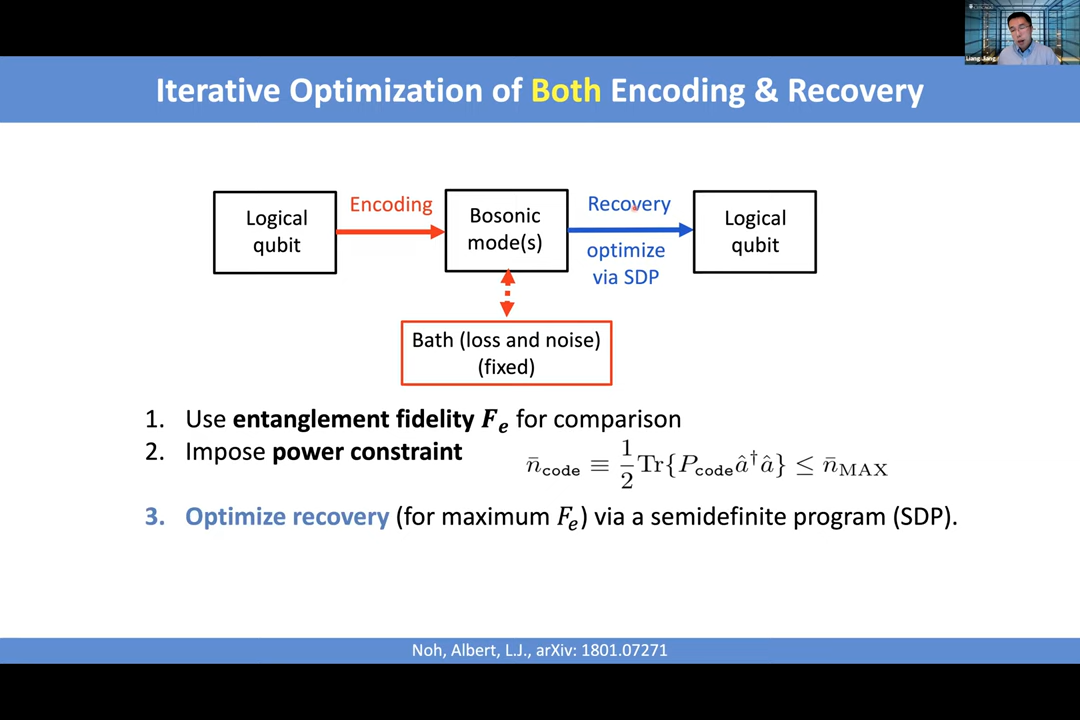 Liang Jiang
Iterative Optimization of Both Encoding & Recovery
Logical
qubit
Encoding
Bosonic
mode(s)
Recovery
optimize
via SDP
Logical
qubit
Bath (loss and noise)
(fixed)
1. Use entanglement fidelity Fₑ for comparison
2. Impose power constraint n̄code ≡ 1/2 Tr{Pcode â†â} ≤ n̄MAX
3. Optimize recovery (for maximum Fₑ) via a semidefinite program (SDP).
Noh, Albert, L.J., arXiv: 1801.07271